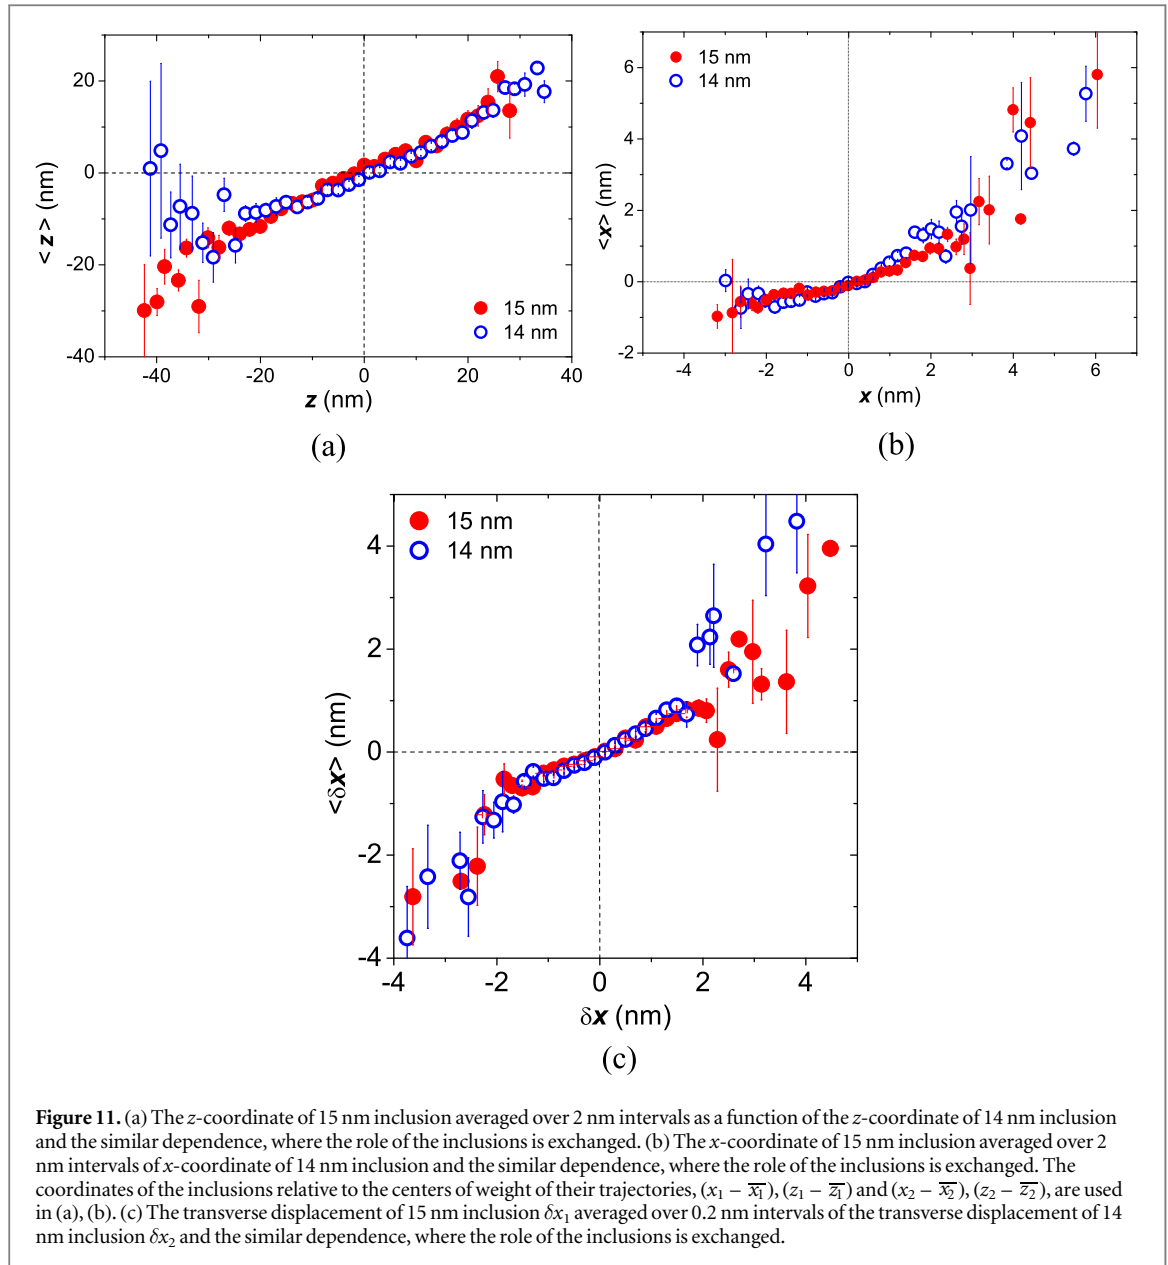 20
0
-20
-40
-40
-20
0
20
40
< z > (nm)
z (nm)
15 nm
14 nm
(a)
6
4
2
0
-2
-4
-2
0
2
4
6
<x> (nm)
x (nm)
15 nm
14 nm
(b)
4
2
0
-2
-4
-4
-2
0
2
4
<δx> (nm)
δx (nm)
15 nm
14 nm
(c)
Figure 11. (a) The z-coordinate of 15 nm inclusion averaged over 2 nm intervals as a function of the z-coordinate of 14 nm inclusion
and the similar dependence, where the role of the inclusions is exchanged. (b) The x-coordinate of 15 nm inclusion averaged over 2
nm intervals of x-coordinate of 14 nm inclusion and the similar dependence, where the role of the inclusions is exchanged. The
coordinates of the inclusions relative to the centers of weight of their trajectories, (x₁ − x̅₁), (z₁ − z̅₁) and (x₂ − x̅₂), (z₂ − z̅₂), are used
in (a), (b). (c) The transverse displacement of 15 nm inclusion δx₁ averaged over 0.2 nm intervals of the transverse displacement of 14
nm inclusion δx₂ and the similar dependence, where the role of the inclusions is exchanged.